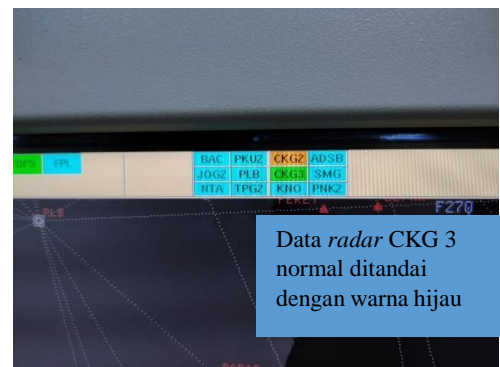 FDPS FPL
BAC PKU2 CKG2 ADSB
JOG2 PLB CKG3 SMG
NTA TPG2 KNO PNK2
PLB
F270
Data radar CKG 3
normal ditandai
dengan warna hijau